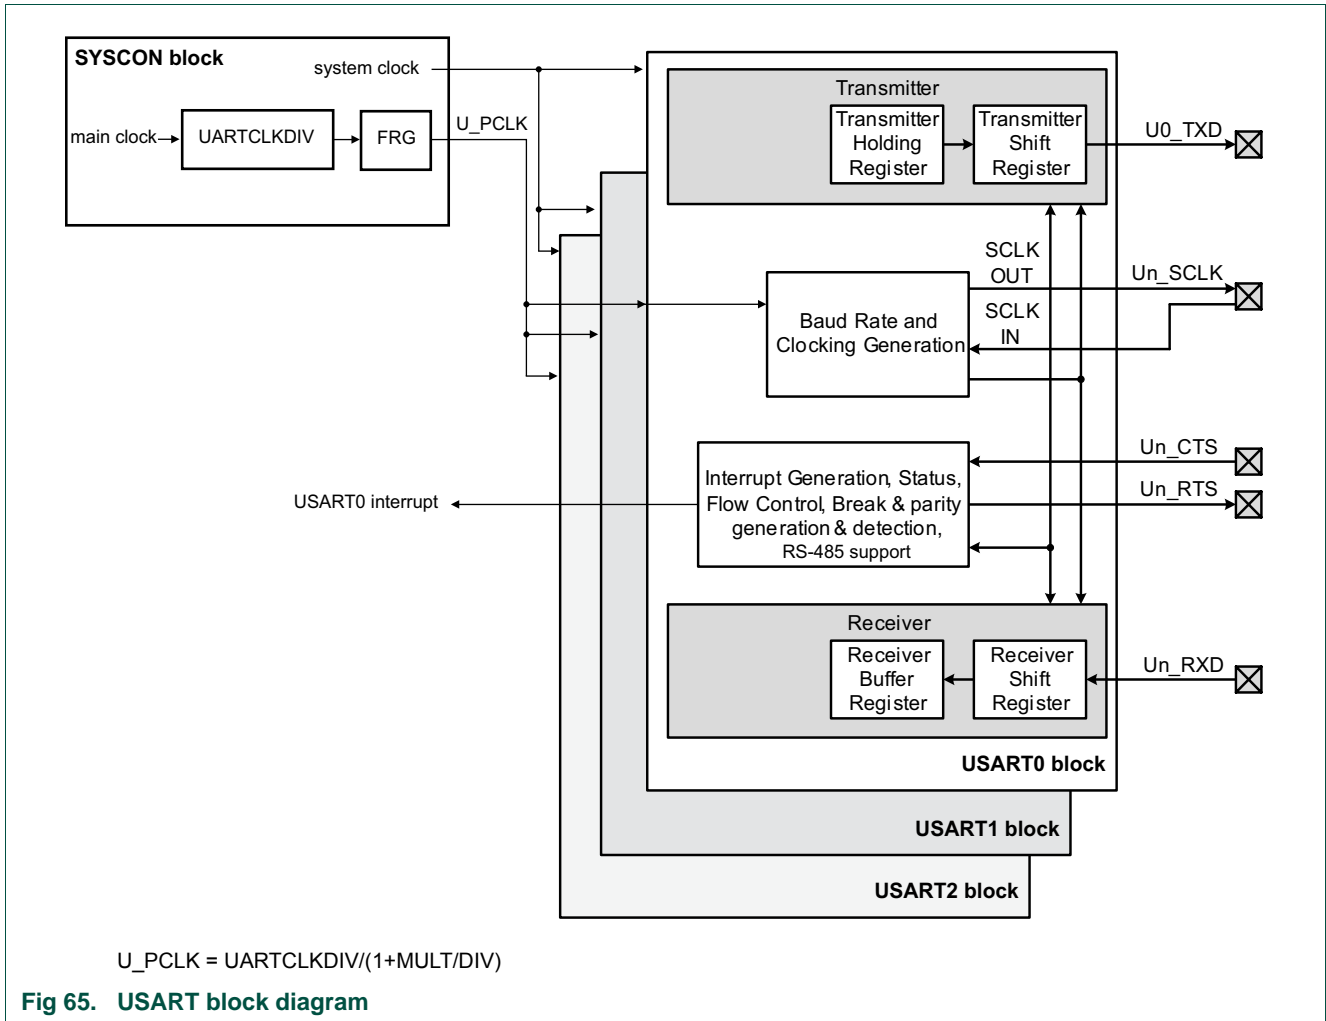 SYSCON block
system clock
main clock
UARTCLKDIV
FRG
U_PCLK
Transmitter
Transmitter
Holding
Register
Transmitter
Shift
Register
U0_TXD
SCLK
OUT
Un_SCLK
SCLK
IN
Baud Rate and
Clocking Generation
Un_CTS
Un_RTS
Interrupt Generation, Status,
Flow Control, Break & parity
generation & detection,
RS-485 support
USART0 interrupt
Receiver
Receiver
Buffer
Register
Receiver
Shift
Register
Un_RXD
USART0 block
USART1 block
USART2 block
U_PCLK = UARTCLKDIV/(1+MULT/DIV)
Fig 65. USART block diagram